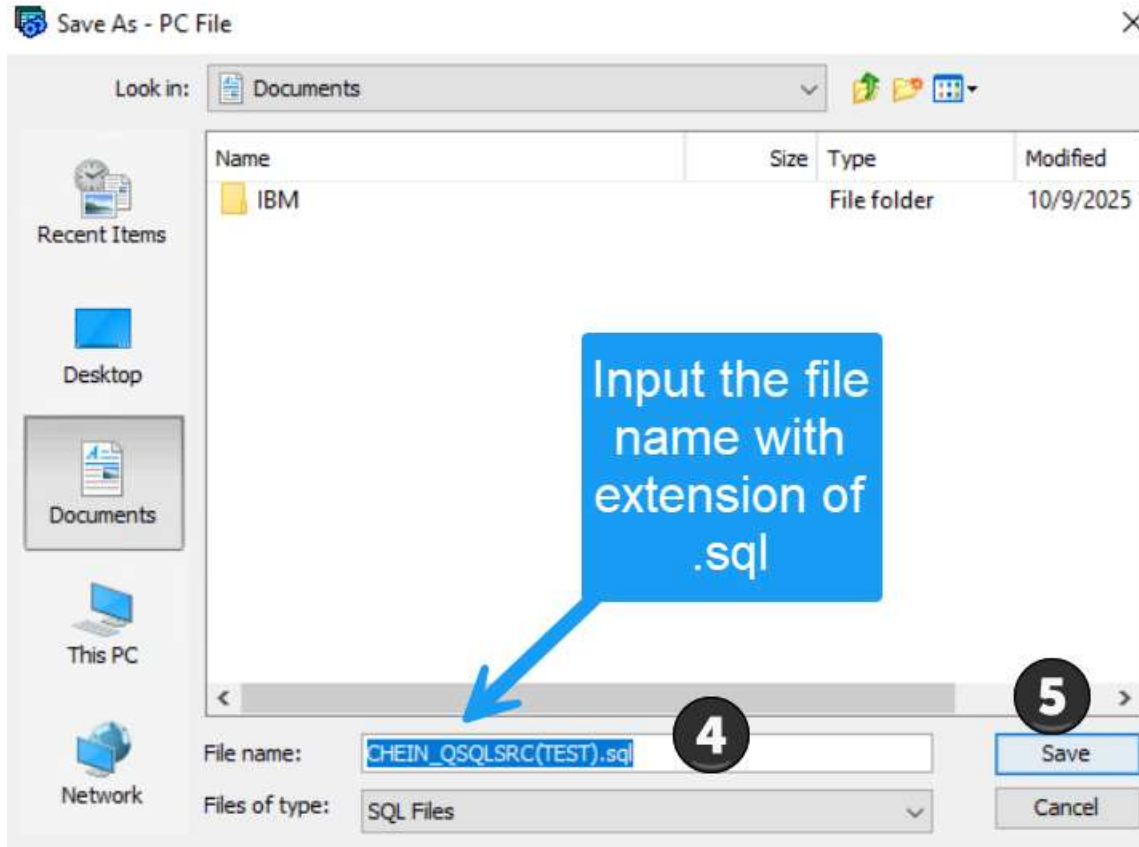 Save As - PC File
Look in: Documents
Name Size Type Modified
IBM File folder 10/9/2025
Recent Items
Desktop
Input the file
name with
extension of
.sql
Documents
This PC
5
4
File name: CHEIN_QSQLSRC(TEST).sql Save
Network
Files of type: SQL Files Cancel